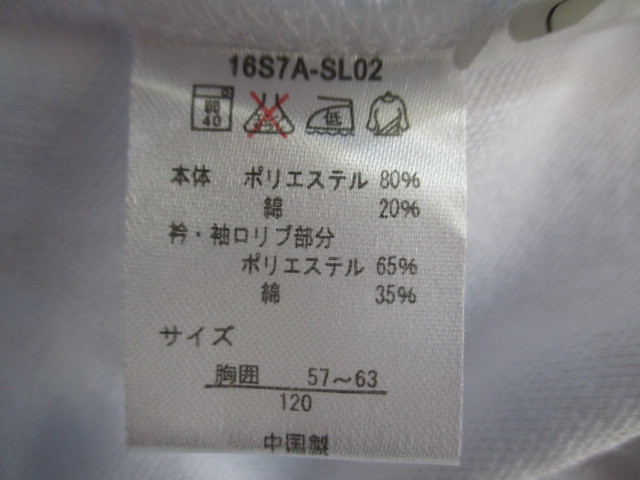 16S7A-SL02
弱
40
低
本体 ポリエステル 80%
綿 20%
衿・袖口リブ部分
ポリエステル 65%
綿 35%
サイズ
胸囲 57～63
120
中国製